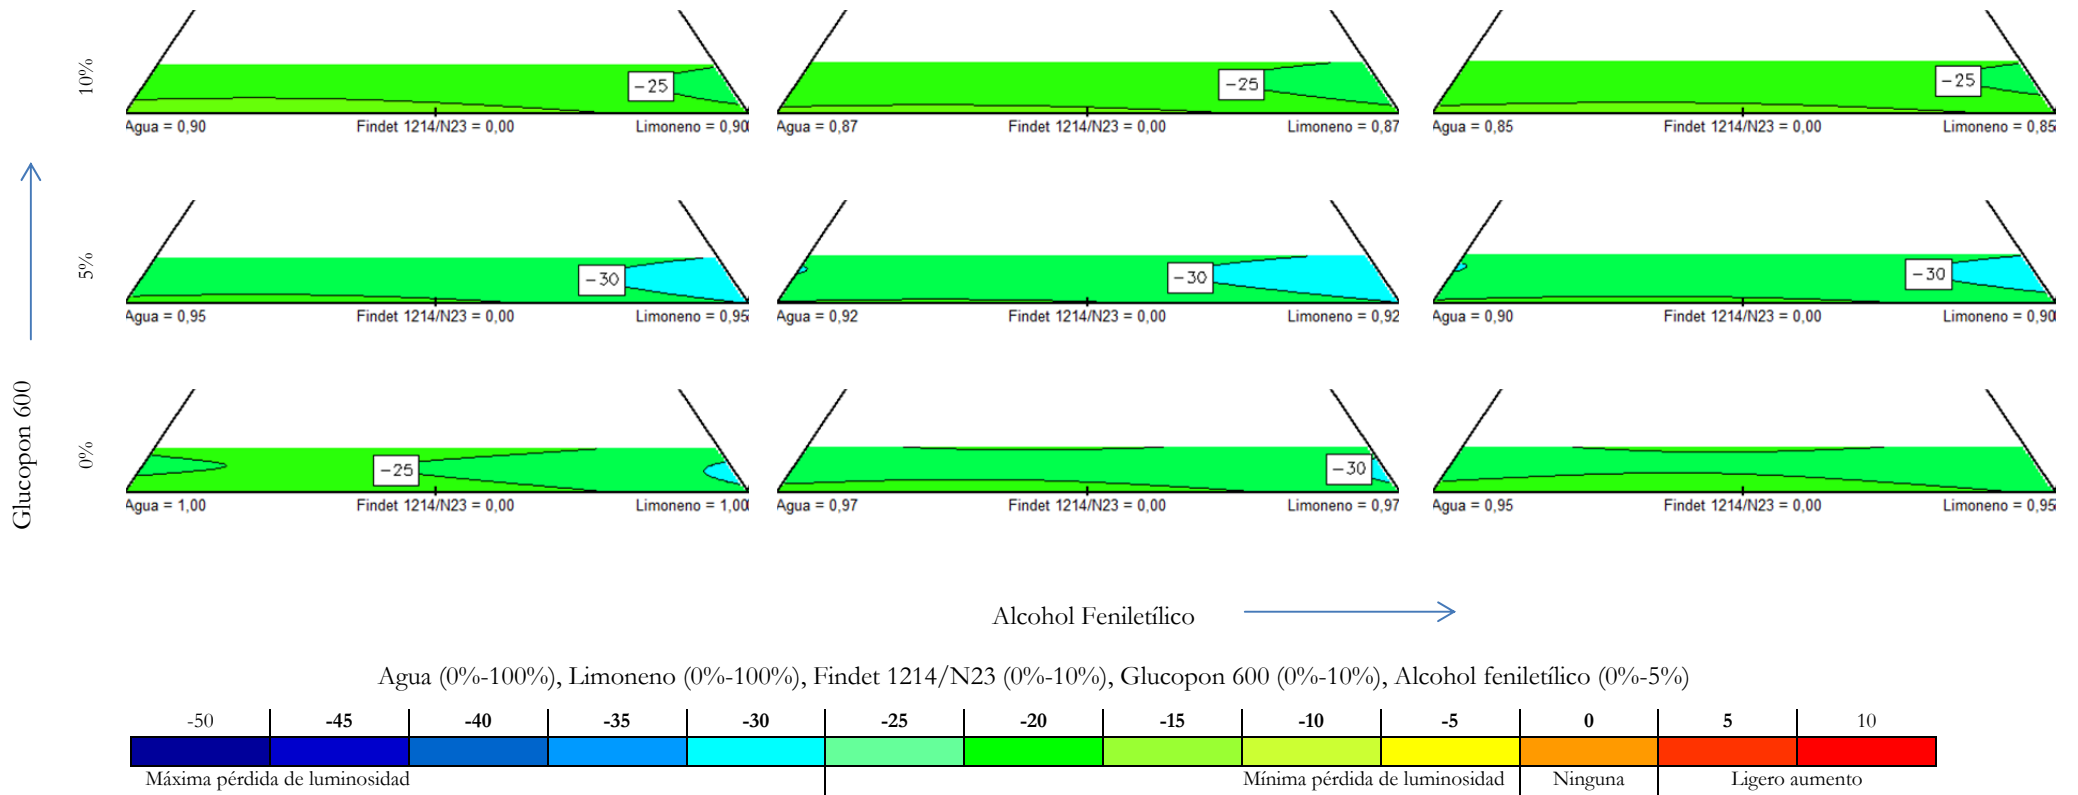 10%
−25
−25
−25
Agua = 0,90 Findet 1214/N23 = 0,00 Limoneno = 0,90
Agua = 0,87 Findet 1214/N23 = 0,00 Limoneno = 0,87
Agua = 0,85 Findet 1214/N23 = 0,00 Limoneno = 0,85
5%
−30
−30
−30
Agua = 0,95 Findet 1214/N23 = 0,00 Limoneno = 0,95
Agua = 0,92 Findet 1214/N23 = 0,00 Limoneno = 0,92
Agua = 0,90 Findet 1214/N23 = 0,00 Limoneno = 0,90
Glucopon 600
0%
−25
−30
Agua = 1,00 Findet 1214/N23 = 0,00 Limoneno = 1,00
Agua = 0,97 Findet 1214/N23 = 0,00 Limoneno = 0,97
Agua = 0,95 Findet 1214/N23 = 0,00 Limoneno = 0,95
Alcohol Feniletílico
Agua (0%-100%), Limoneno (0%-100%), Findet 1214/N23 (0%-10%), Glucopon 600 (0%-10%), Alcohol feniletílico (0%-5%)
-50 -45 -40 -35 -30 -25 -20 -15 -10 -5 0 5 10
Máxima pérdida de luminosidad Mínima pérdida de luminosidad Ninguna Ligero aumento